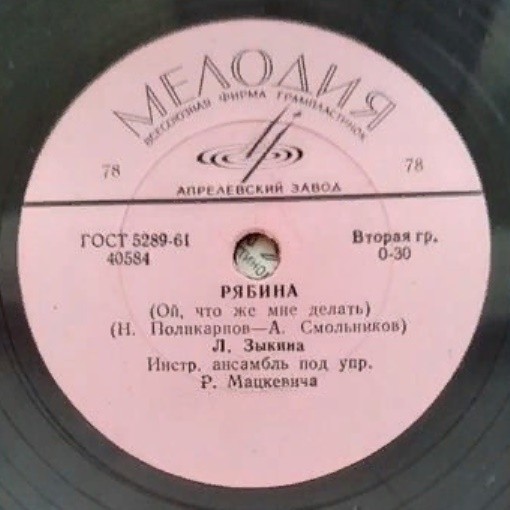 МЕЛОДИЯ
ВСЕСОЮЗНАЯ ФИРМА ГРАМПЛАСТИНОК
78 78
АПРЕЛЕВСКИЙ ЗАВОД
ГОСТ 5289-61 Вторая гр.
40584 0-30
РЯБИНА
(Ой, что же мне делать)
(Н. Поликарпов—А. Смольников)
Л. Зыкина
Инстр. ансамбль под упр.
Р. Мацкевича